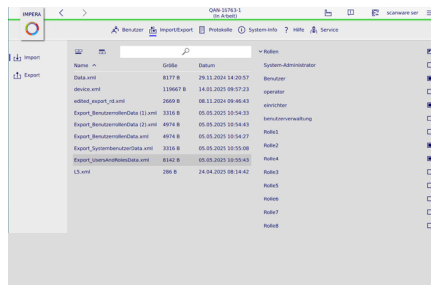 IMPERA
QAN-16763-1
(In Arbeit)
scanware ser
Benutzer Import/Export Protokolle System-Info Hilfe Service
Import
Export
Name Größe Datum
Data.xml 8177 B 29.11.2024 14:20:57
device.xml 119667 B 14.01.2025 09:57:23
edited_export_rd.xml 2669 B 08.11.2024 09:46:43
Export_BenutzerrollenData (1).xml 3316 B 05.05.2025 10:54:33
Export_BenutzerrollenData (2).xml 4974 B 05.05.2025 10:54:43
Export_BenutzerrollenData.xml 4974 B 05.05.2025 10:54:27
Export_SystembenutzerData.xml 3316 B 05.05.2025 10:55:08
Export_UsersAndRolesData.xml 8142 B 05.05.2025 10:55:43
L5.xml 286 B 24.04.2025 08:14:42
Rollen
System-Administrator
Benutzer
operator
einrichter
benutzerverwaltung
Rolle1
Rolle2
Rolle4
Rolle3
Rolle5
Rolle6
Rolle7
Rolle8